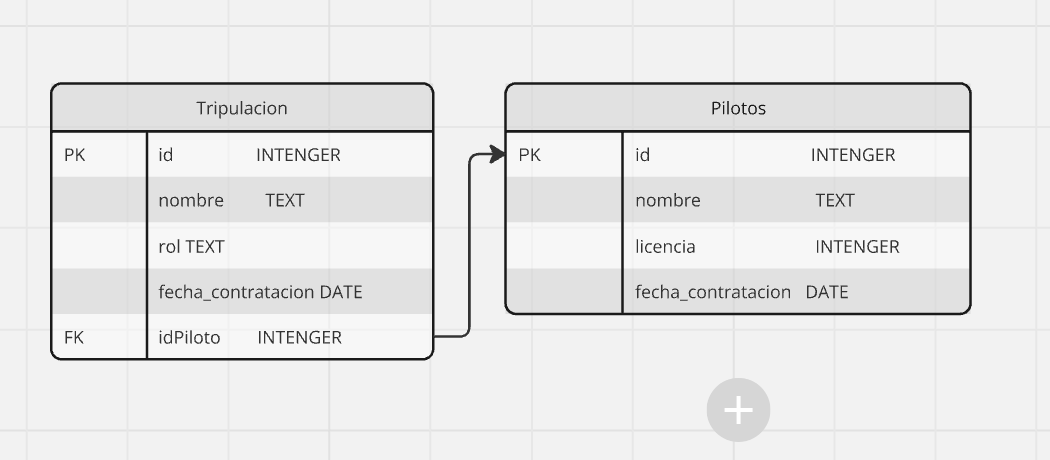 Tripulacion
PK id INTENGER
nombre TEXT
rol TEXT
fecha_contratacion DATE
FK idPiloto INTENGER
Pilotos
PK id INTENGER
nombre TEXT
licencia INTENGER
fecha_contratacion DATE